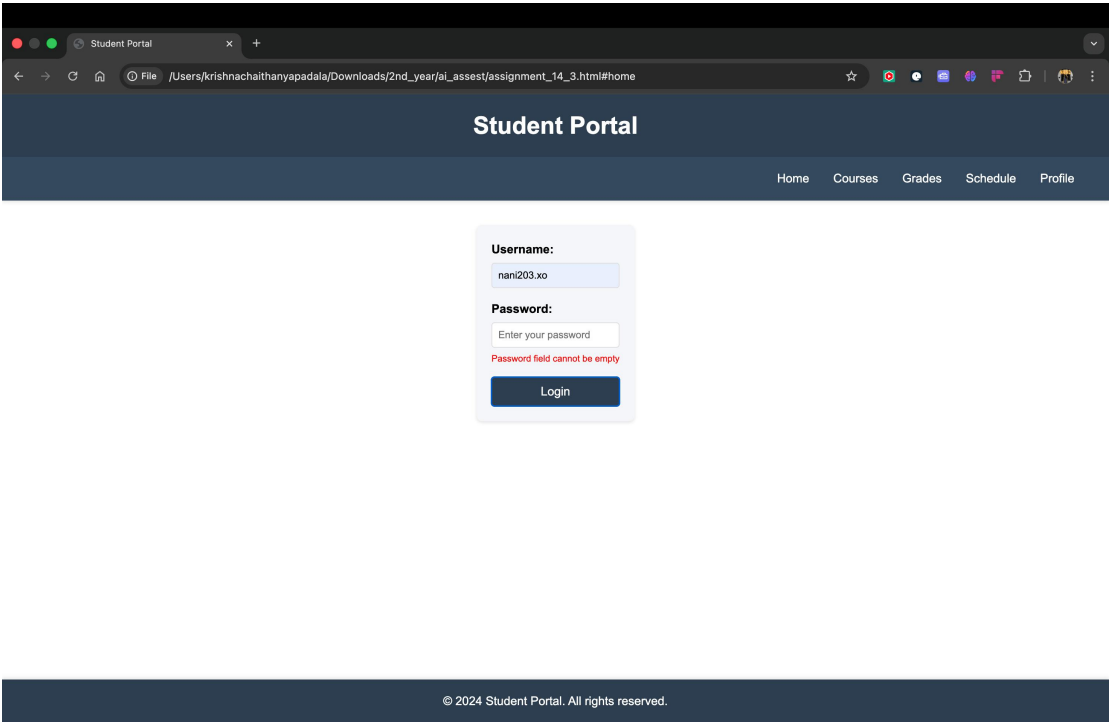 Student Portal
File /Users/krishnachaithanyapadala/Downloads/2nd_year/ai_assest/assignment_14_3.html#home
Student Portal
Home Courses Grades Schedule Profile
Username:
nani203.xo
Password:
Enter your password
Password field cannot be empty
Login
© 2024 Student Portal. All rights reserved.